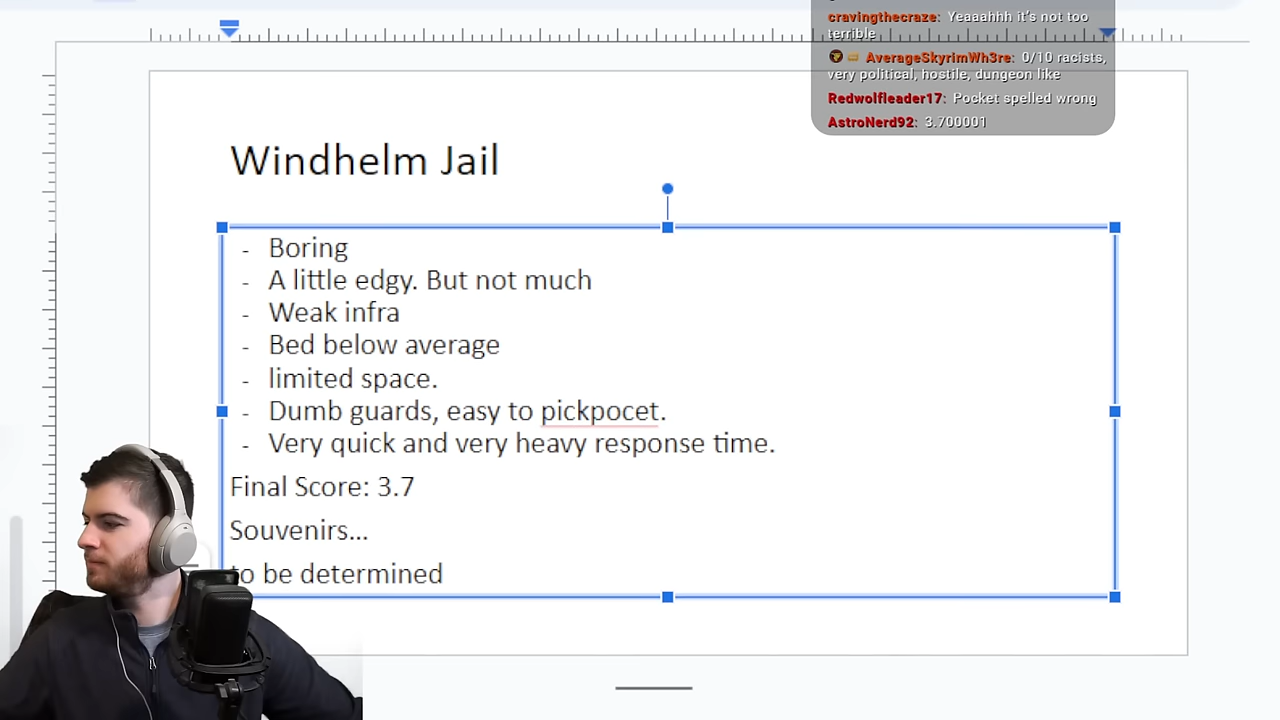 cravingthecraze: Yeaaahhh it's not too
terrible
AverageSkyrimWh3re: 0/10 racists,
very political, hostile, dungeon like
Redwolfleader17: Pocket spelled wrong
AstroNerd92: 3.700001
Windhelm Jail
- Boring
- A little edgy. But not much
- Weak infra
- Bed below average
- limited space.
- Dumb guards, easy to pickpocet.
- Very quick and very heavy response time.
Final Score: 3.7
Souvenirs...
to be determined